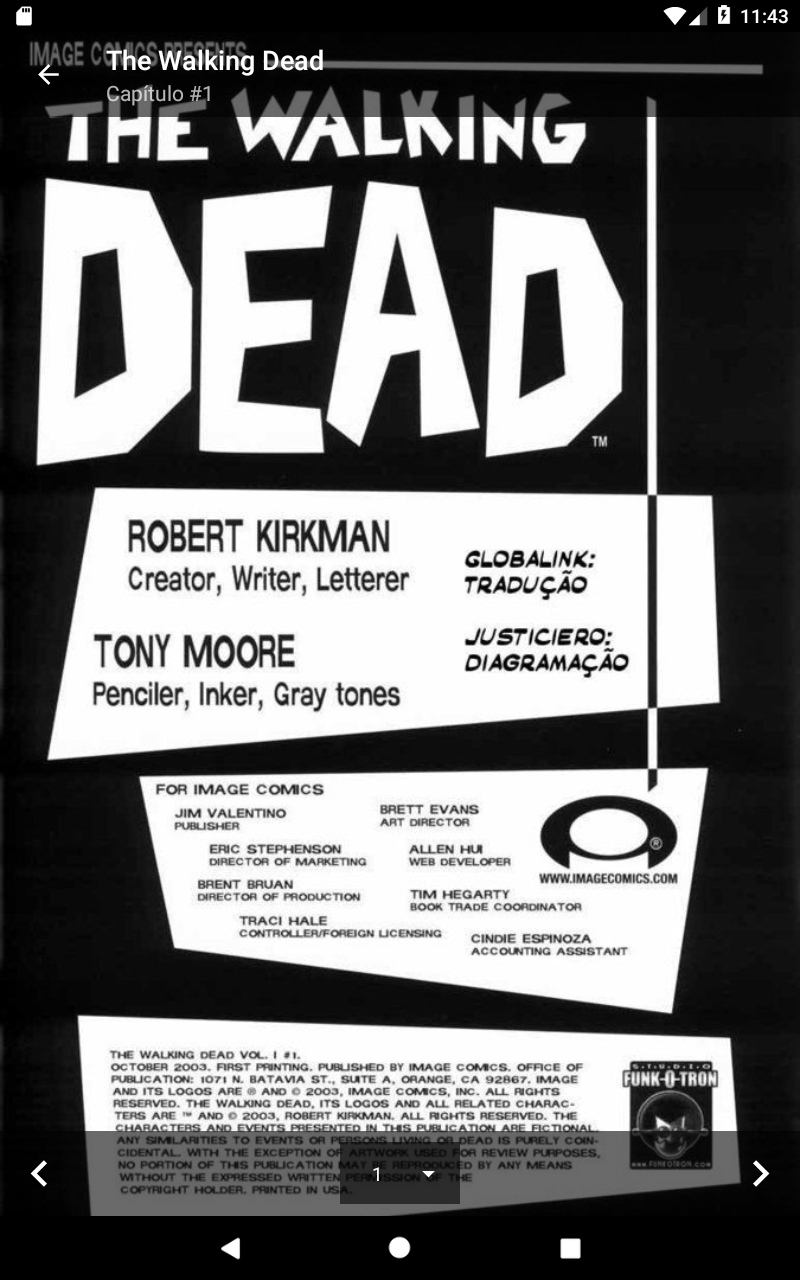 11:43
IMAGE COMICS PRESENTS
The Walking Dead
Capítulo #1
THE WALKING
DEAD
TM
ROBERT KIRKMAN
Creator, Writer, Letterer
TONY MOORE
Penciler, Inker, Gray tones
GLOBALINK:
TRADUÇÃO
JUSTICIERO:
DIAGRAMAÇÃO
FOR IMAGE COMICS
JIM VALENTINO
PUBLISHER
BRETT EVANS
ART DIRECTOR
ERIC STEPHENSON
DIRECTOR OF MARKETING
ALLEN HUI
WEB DEVELOPER
BRENT BRUAN
DIRECTOR OF PRODUCTION
TIM HEGARTY
BOOK TRADE COORDINATOR
TRACI HALE
CONTROLLER/FOREIGN LICENSING
CINDIE ESPINOZA
ACCOUNTING ASSISTANT
®
WWW.IMAGECOMICS.COM
THE WALKING DEAD VOL. 1 #1.
OCTOBER 2003. FIRST PRINTING. PUBLISHED BY IMAGE COMICS. OFFICE OF
PUBLICATION: 1071 N. BATAVIA ST., SUITE A, ORANGE, CA 92867. IMAGE
AND ITS LOGOS ARE ® AND © 2003, IMAGE COMICS, INC. ALL RIGHTS
RESERVED. THE WALKING DEAD, ITS LOGOS AND ALL RELATED CHARAC-
TERS ARE ™ AND © 2003, ROBERT KIRKMAN. ALL RIGHTS RESERVED. THE
CHARACTERS AND EVENTS PRESENTED IN THIS PUBLICATION ARE FICTIONAL.
ANY SIMILARITIES TO EVENTS OR PERSONS LIVING OR DEAD IS PURELY COIN-
CIDENTAL. WITH THE EXCEPTION OF ARTWORK USED FOR REVIEW PURPOSES,
NO PORTION OF THIS PUBLICATION MAY BE REPRODUCED BY ANY MEANS
WITHOUT THE EXPRESSED WRITTEN PERMISSION OF THE
COPYRIGHT HOLDER. PRINTED IN USA.
S·T·U·D·I·O
FUNK-O-TRON
WWW.FUNKOTRON.COM
1